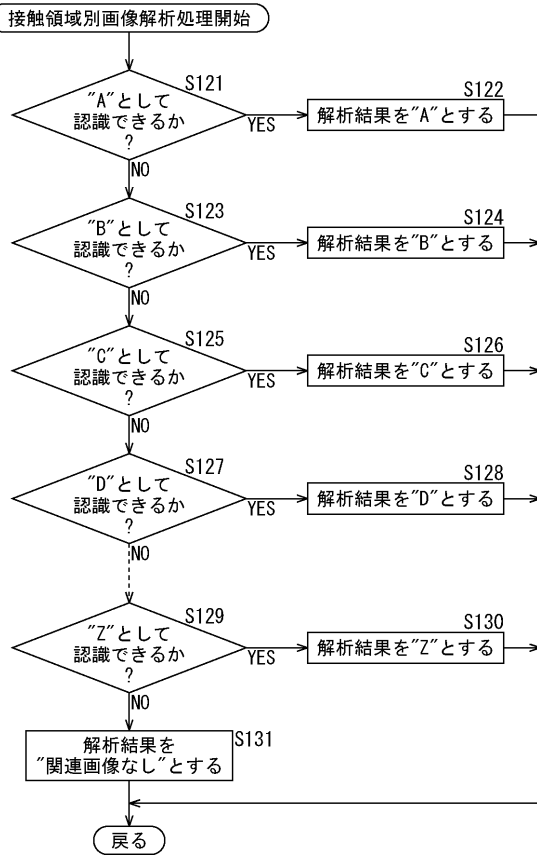 接触領域別画像解析処理開始
S121
"A"として
認識できるか
?
YES
NO
S122
解析結果を"A"とする
S123
"B"として
認識できるか
?
YES
NO
S124
解析結果を"B"とする
S125
"C"として
認識できるか
?
YES
NO
S126
解析結果を"C"とする
S127
"D"として
認識できるか
?
YES
NO
S128
解析結果を"D"とする
S129
"Z"として
認識できるか
?
YES
NO
S130
解析結果を"Z"とする
S131
解析結果を
"関連画像なし"とする
戻る